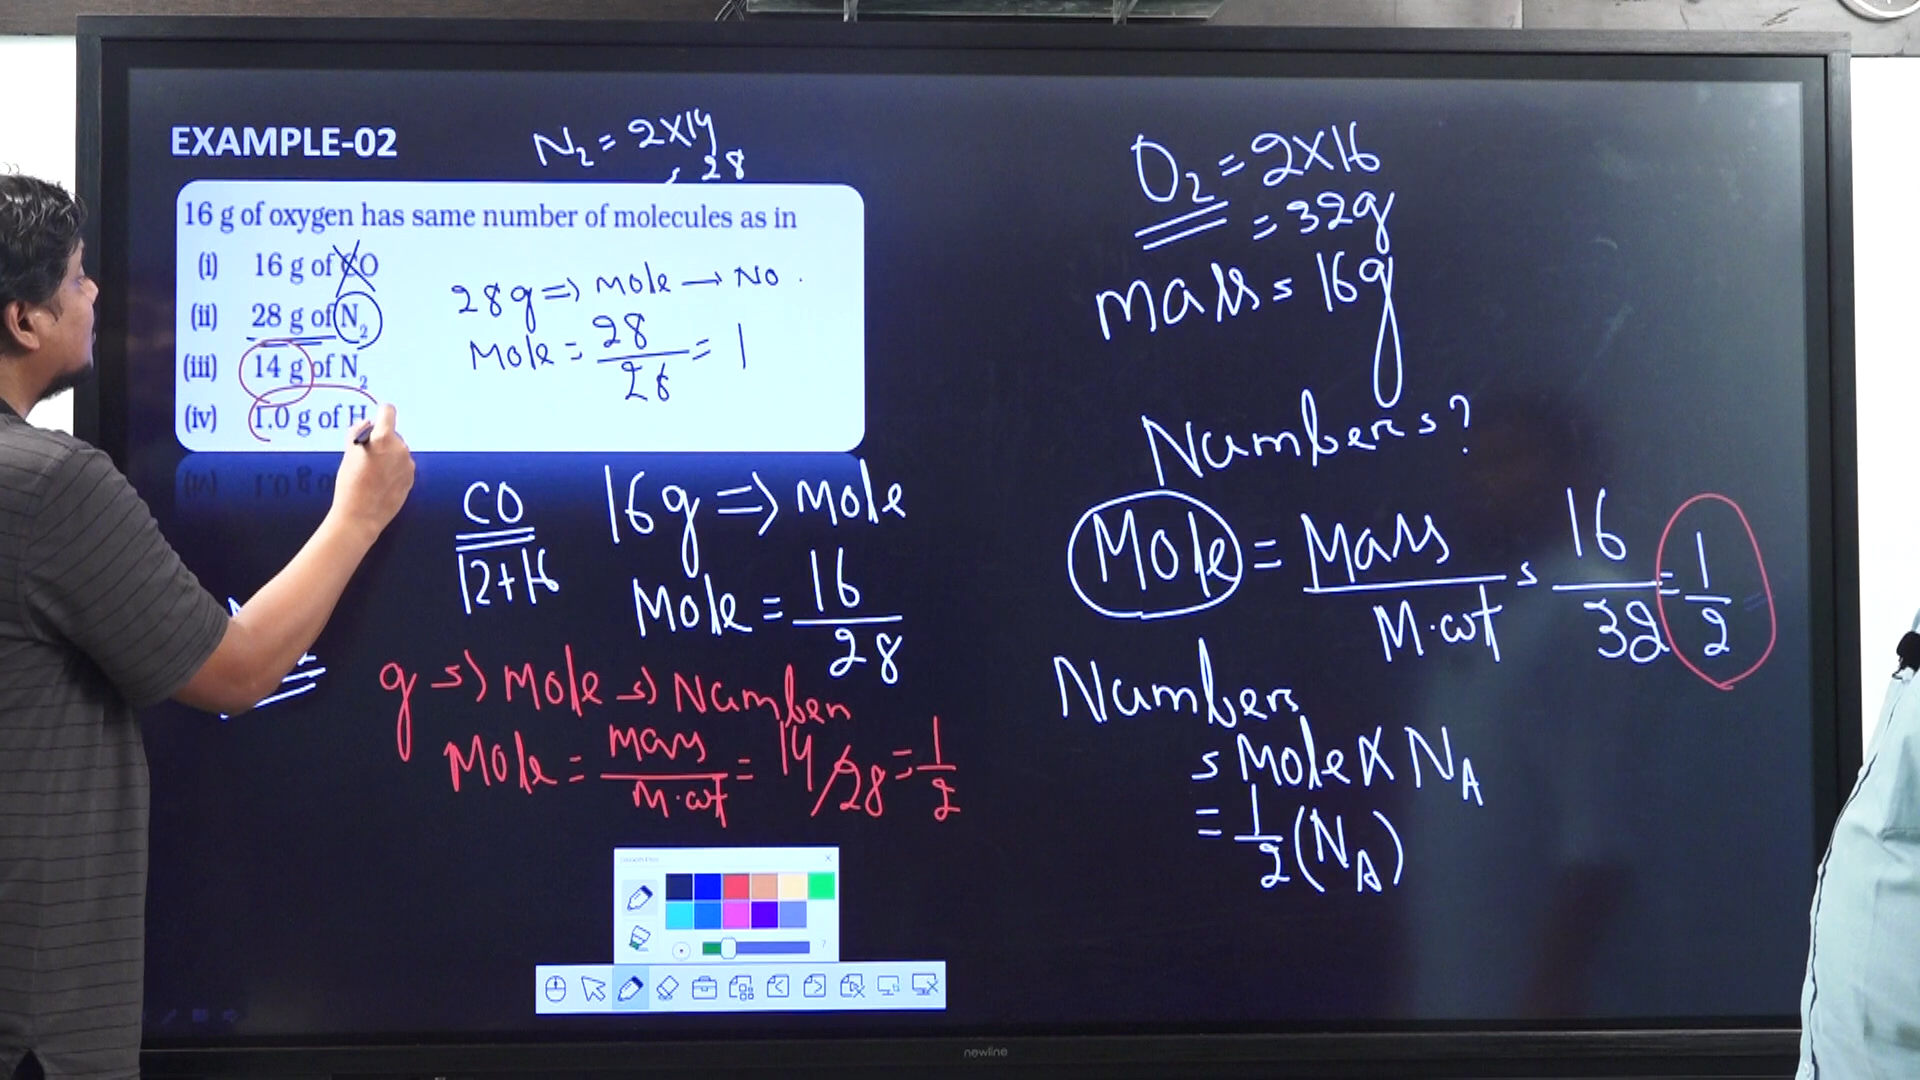 EXAMPLE-02
N₂ = 2×14
= 28
16 g of oxygen has same number of molecules as in
(i) 16 g of CO
(ii) 28 g of N₂
(iii) 14 g of N₂
(iv) 1.0 g of H
28g ⇒ Mole → No.
Mole = 28/28 = 1
CO
12+16
16g ⇒ Mole
Mole = 16/28
g ⇒ Mole ⇒ Number
Mole = Mass/M.wt = 14/28 = 1/2
O₂ = 2×16
= 32g
Mass = 16g
Numbers?
Mole = Mass/M.wt = 16/32 = 1/2
Numbers
= Mole × N_A
= 1/2 (N_A)
newline